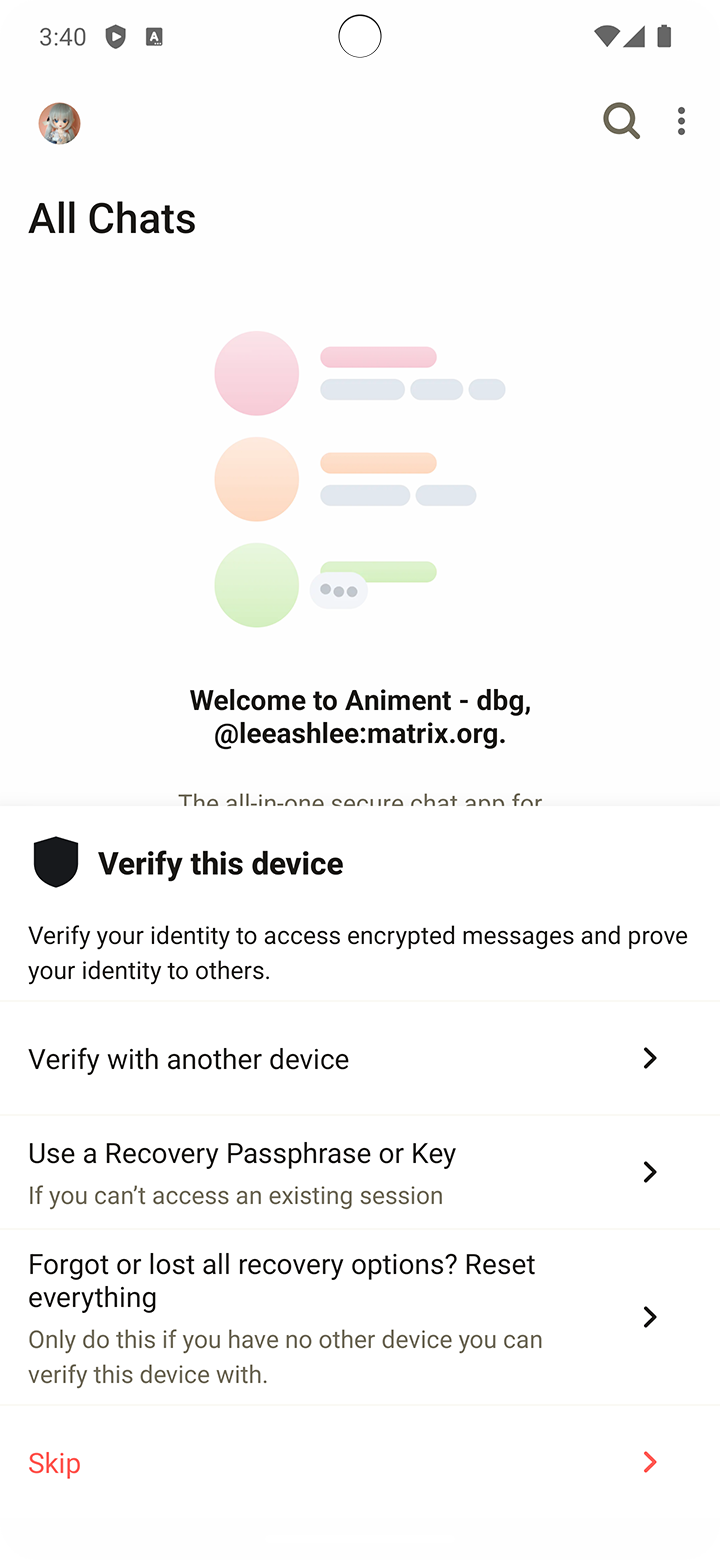 3:40
A
All Chats
Welcome to Animent - dbg,
@leeashlee:matrix.org.
The all-in-one secure chat app for
Verify this device
Verify your identity to access encrypted messages and prove
your identity to others.
Verify with another device
Use a Recovery Passphrase or Key
If you can’t access an existing session
Forgot or lost all recovery options? Reset
everything
Only do this if you have no other device you can
verify this device with.
Skip